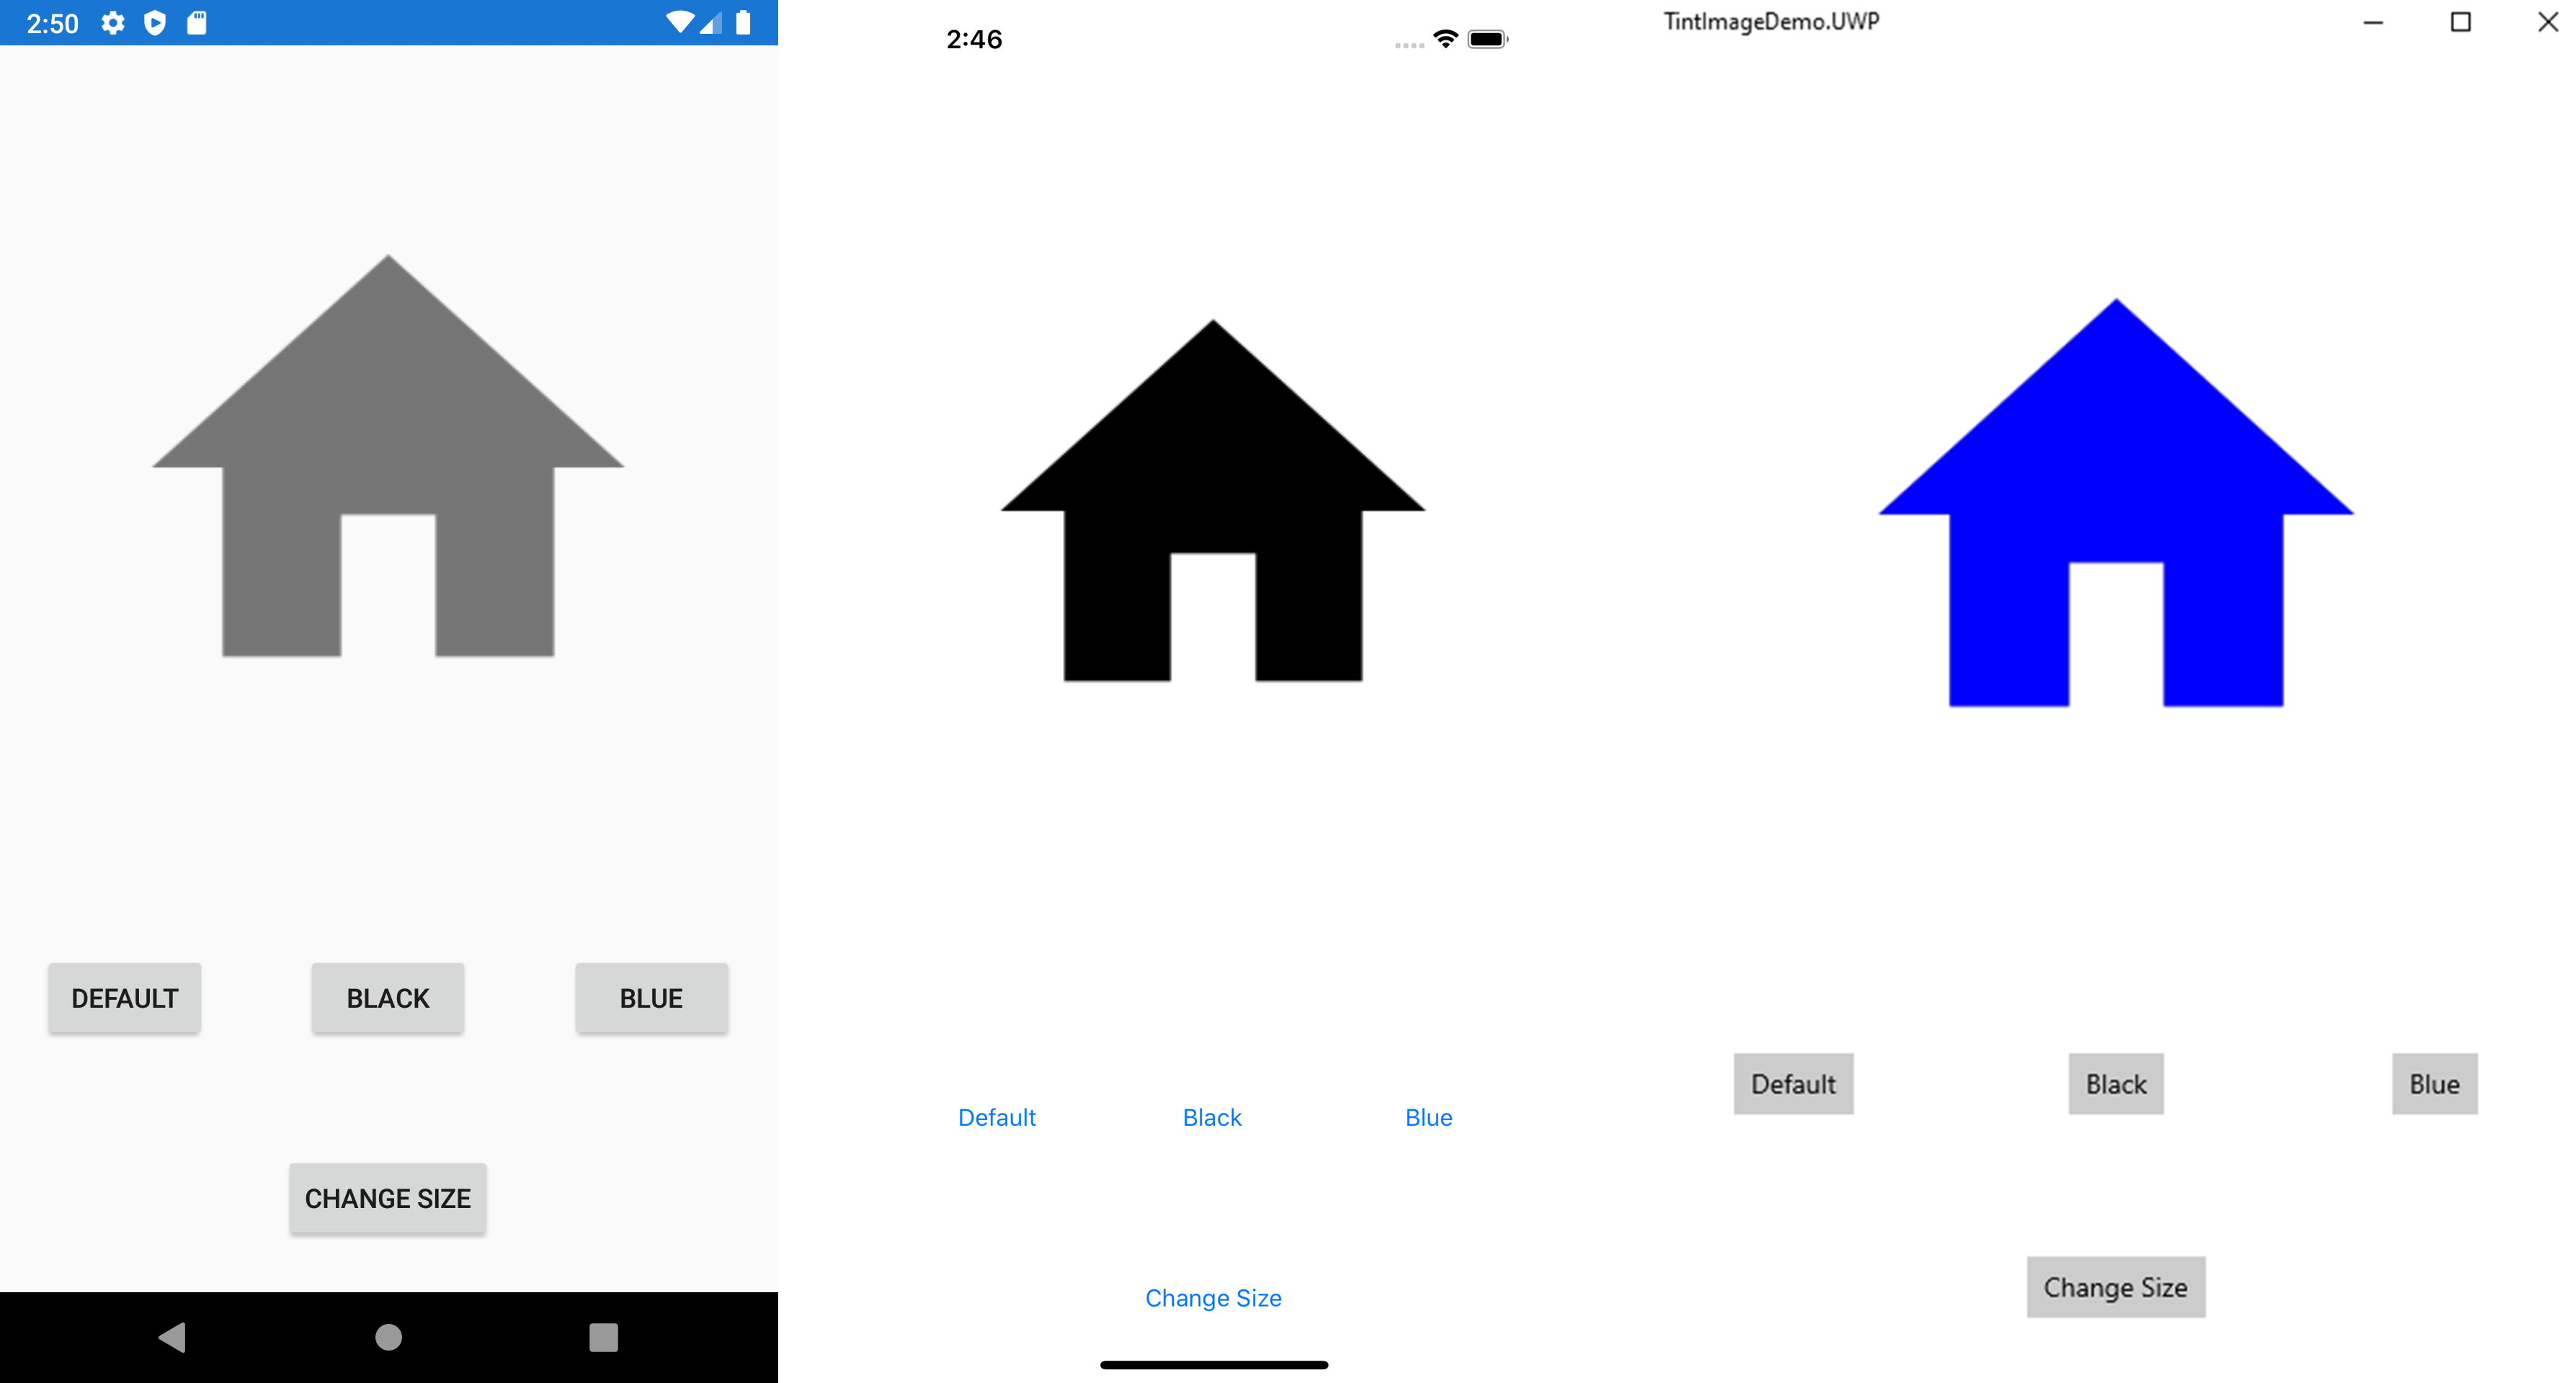 2:50
DEFAULT
BLACK
BLUE
CHANGE SIZE
2:46
Default
Black
Blue
Change Size
TintImageDemo.UWP
Default
Black
Blue
Change Size